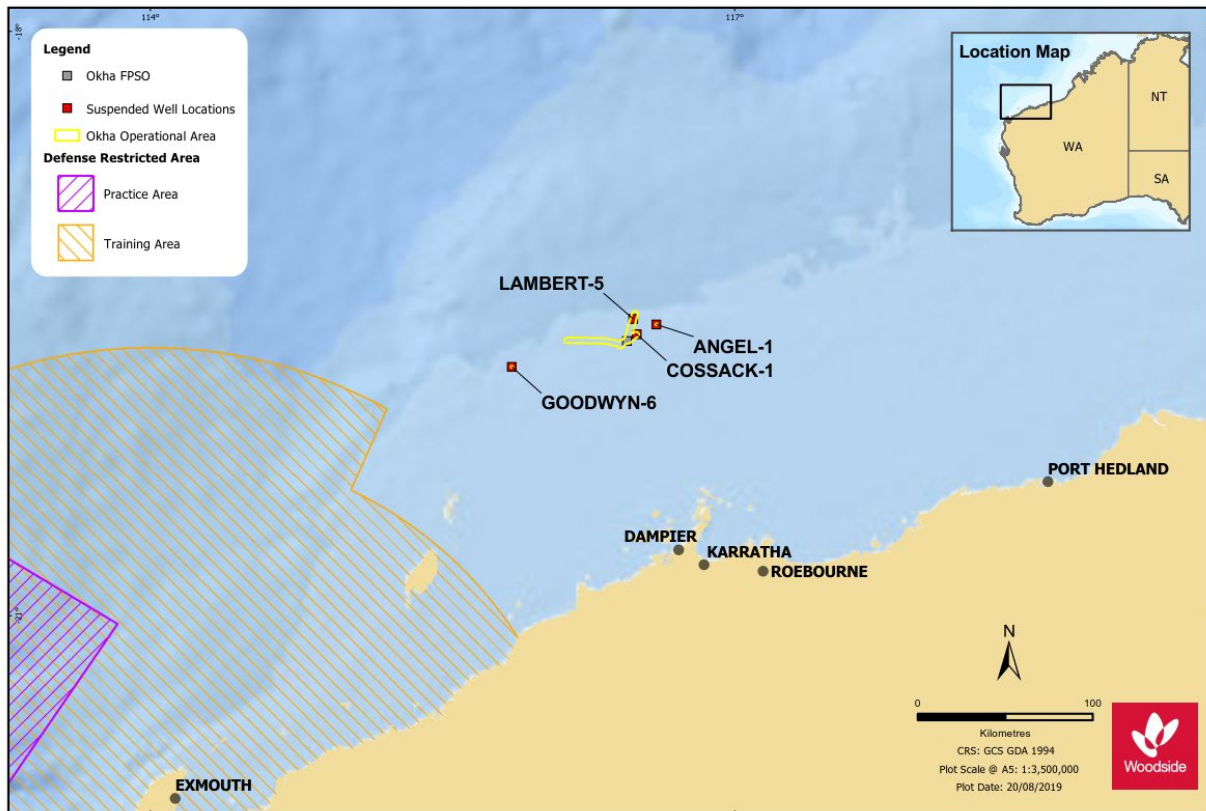 114°
117°
-18°
-21°
Legend
Okha FPSO
Suspended Well Locations
Okha Operational Area
Defense Restricted Area
Practice Area
Training Area
Location Map
NT
WA
SA
LAMBERT-5
ANGEL-1
COSSACK-1
GOODWYN-6
PORT HEDLAND
DAMPIER
KARRATHA
ROEBOURNE
EXMOUTH
N
0 100
Kilometres
CRS: GCS GDA 1994
Plot Scale @ A5: 1:3,500,000
Plot Date: 20/08/2019
Woodside